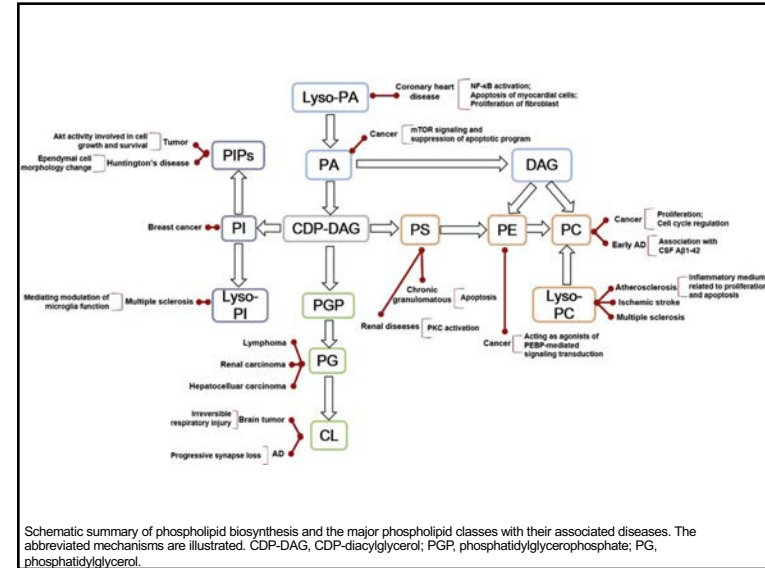 Lyso-PA
Coronary heart
disease
NF-κB activation;
Apoptosis of myocardial cells;
Proliferation of fibroblast
Akt activity involved in cell
growth and survival
Tumor
Ependymal cell
morphology change
Huntington's disease
PIPs
PA
Cancer
mTOR signaling and
suppression of apoptotic program
DAG
Breast cancer
PI
CDP-DAG
PS
PE
PC
Cancer
Proliferation;
Cell cycle regulation
Early AD
Association with
CSF Aβ1-42
Mediating modulation of
microglia function
Multiple sclerosis
Lyso-
PI
PGP
Chronic
granulomatous
Apoptosis
Renal diseases
PKC activation
Lyso-
PC
Atherosclerosis
Ischemic stroke
Multiple sclerosis
Inflammatory medium
related to proliferation
and apoptosis
Cancer
Acting as agonists of
PEBP-mediated
signaling transduction
Lymphoma
Renal carcinoma
Hepatocelluar carcinoma
PG
Irreversible
respiratory injury
Brain tumor
Progressive synapse loss
AD
CL
Schematic summary of phospholipid biosynthesis and the major phospholipid classes with their associated diseases. The
abbreviated mechanisms are illustrated. CDP-DAG, CDP-diacylglycerol; PGP, phosphatidylglycerophosphate; PG,
phosphatidylglycerol.